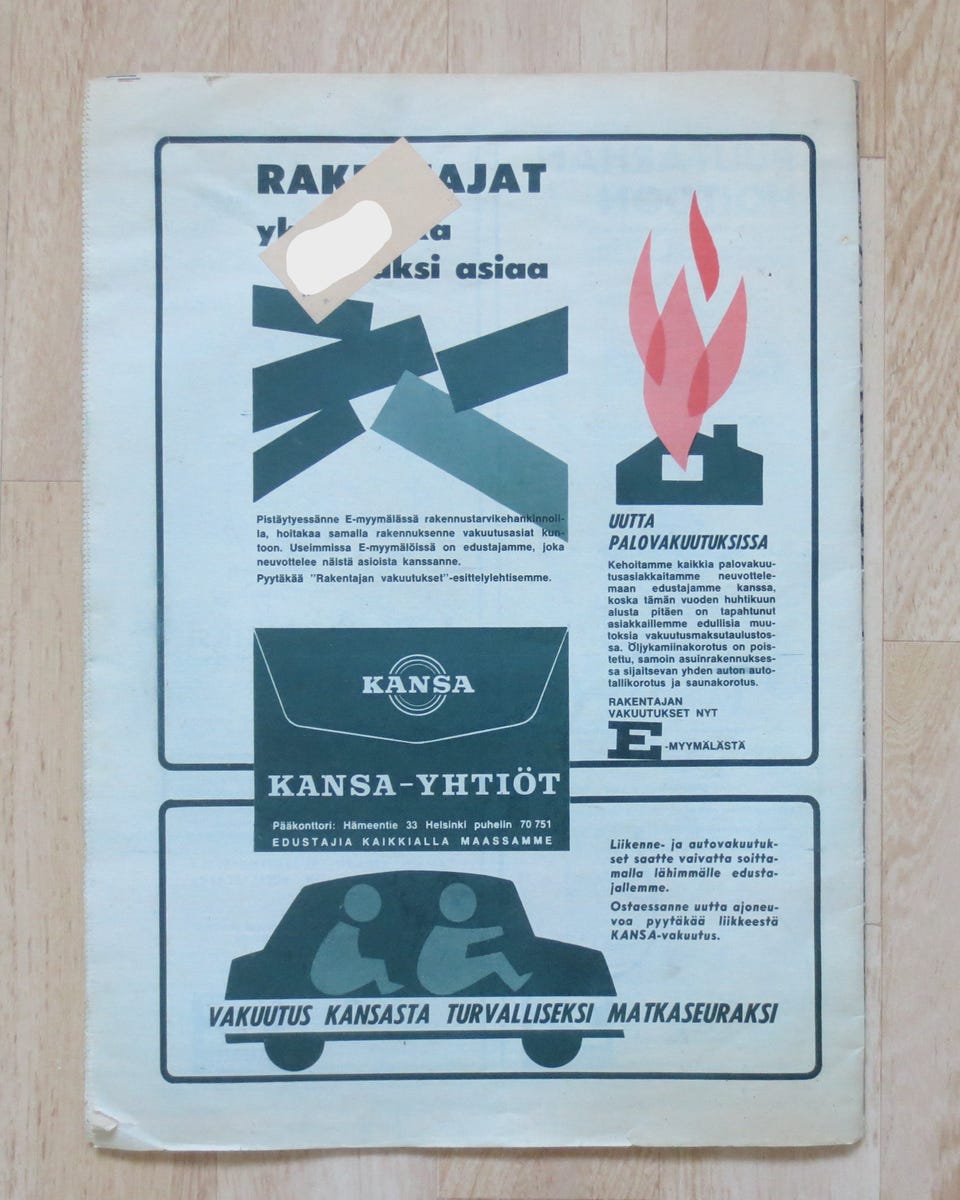 RAKENTAJAT
asiaa
Pistäytyessänne E-myymälässä rakennustarvikehankinnoil-
la, hoitakaa samalla rakennuksenne vakuutusasiat kun-
toon. Useimmissa E-myymälöissä on edustajamme, joka
neuvottelee näistä asioista kanssanne.
Pyytäkää "Rakentajan vakuutukset"-esittelylehtisemme.
UUTTA
PALOVAKUUTUKSISSA
Kehoitamme kaikkia palovakuu-
tusasiakkaitamme neuvottele-
maan edustajamme kanssa,
koska tämän vuoden huhtikuun
alusta pitäen on tapahtunut
asiakkaillemme edullisia muu-
toksia vakuutusmaksutaulustos-
sa. Öljykamiinakorotus on pois-
tettu, samoin asuinrakennukses-
sa sijaitsevan yhden auton auto-
tallikorotus ja saunakorotus.
RAKENTAJAN
VAKUUTUKSET NYT
E-MYYMÄLÄSTÄ
KANSA
KANSA-YHTIÖT
Pääkonttori: Hämeentie 33 Helsinki puhelin 70 751
EDUSTAJIA KAIKKIALLA MAASSAMME
Liikenne- ja autovakuutuk-
set saatte vaivatta soitta-
malla lähimmälle edusta-
jallemme.
Ostaessanne uutta ajoneu-
voa pyytäkää liikkeestä
KANSA-vakuutus.
VAKUUTUS KANSASTA TURVALLISEKSI MATKASEURAKSI